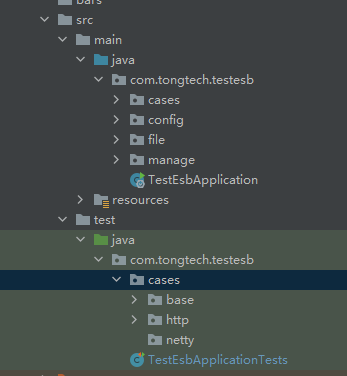 bars
src
main
java
com.tongtech.testesb
cases
config
file
manage
TestEsbApplication
resources
test
java
com.tongtech.testesb
cases
base
http
netty
TestEsbApplicationTests